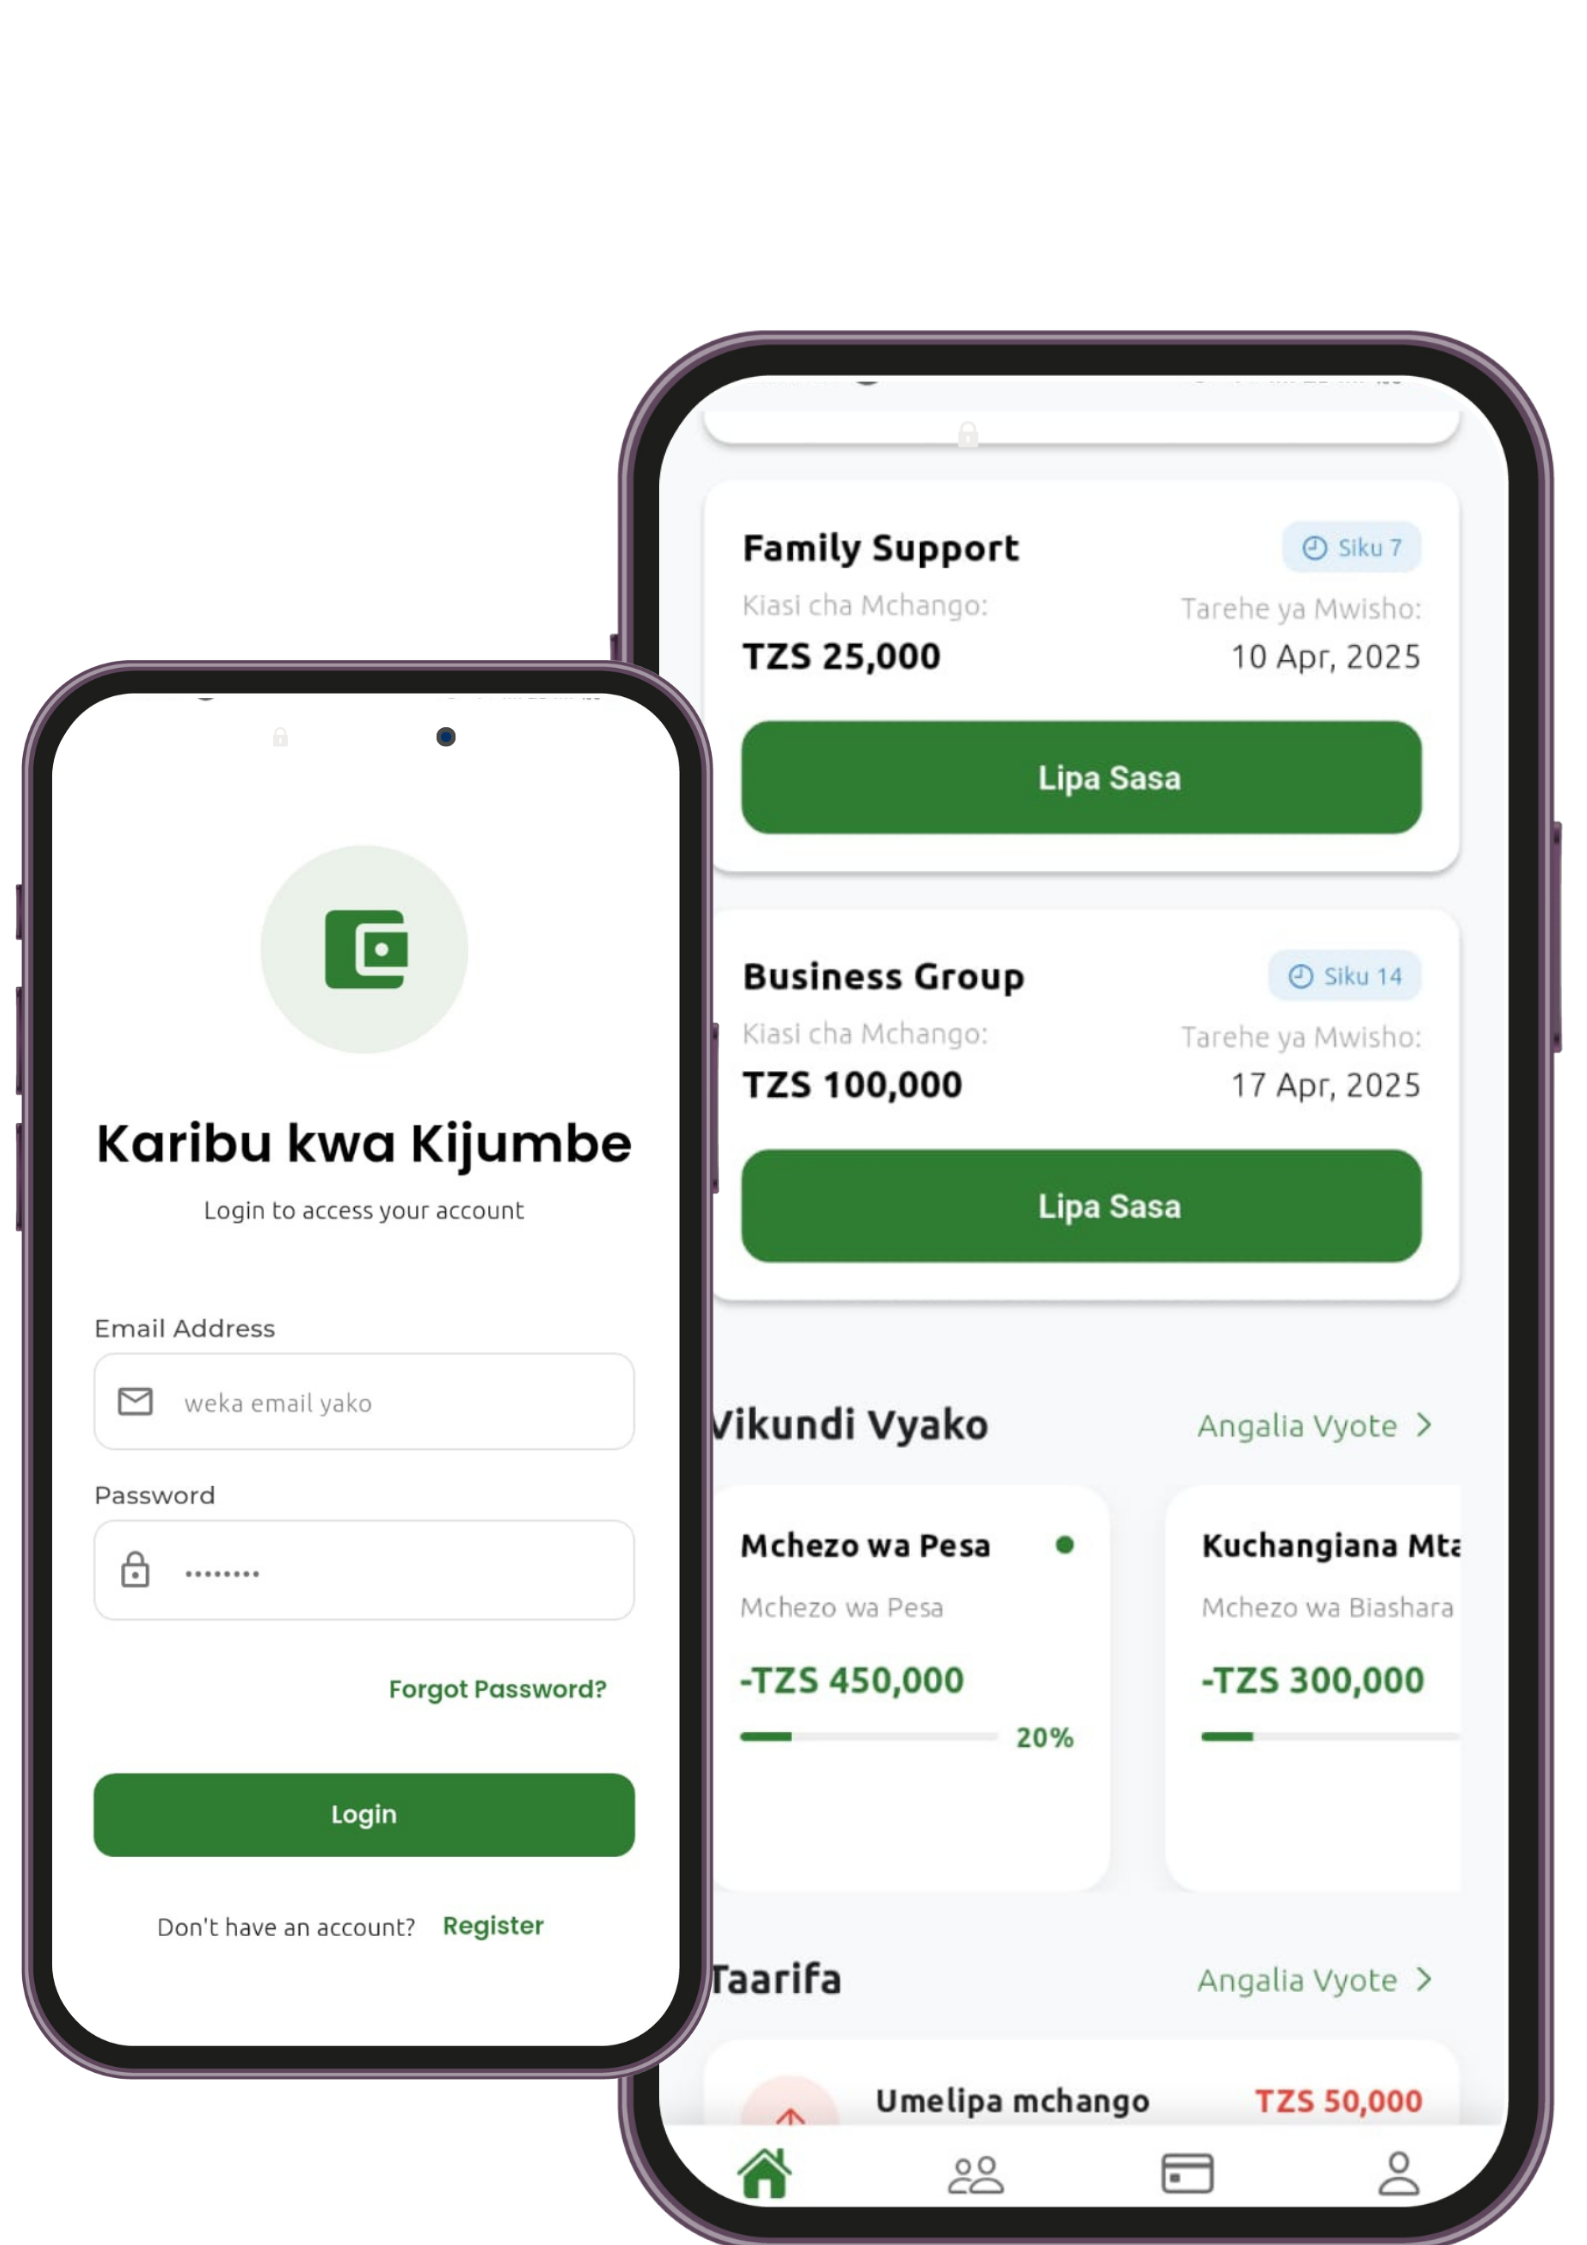 Karibu kwa Kijumbe
Login to access your account
Email Address
weka email yako
Password
Forgot Password?
Login
Don't have an account? Register
Family Support
Siku 7
Kiasi cha Mchango:
Tarehe ya Mwisho:
TZS 25,000
10 Apr, 2025
Lipa Sasa
Business Group
Siku 14
Kiasi cha Mchango:
Tarehe ya Mwisho:
TZS 100,000
17 Apr, 2025
Lipa Sasa
Vikundi Vyako
Angalia Vyote
Mchezo wa Pesa
Mchezo wa Pesa
-TZS 450,000
20%
Kuchangiana
Mchezo wa Biashara
-TZS 300,000
Taarifa
Angalia Vyote
Umelipa mchango
TZS 50,000